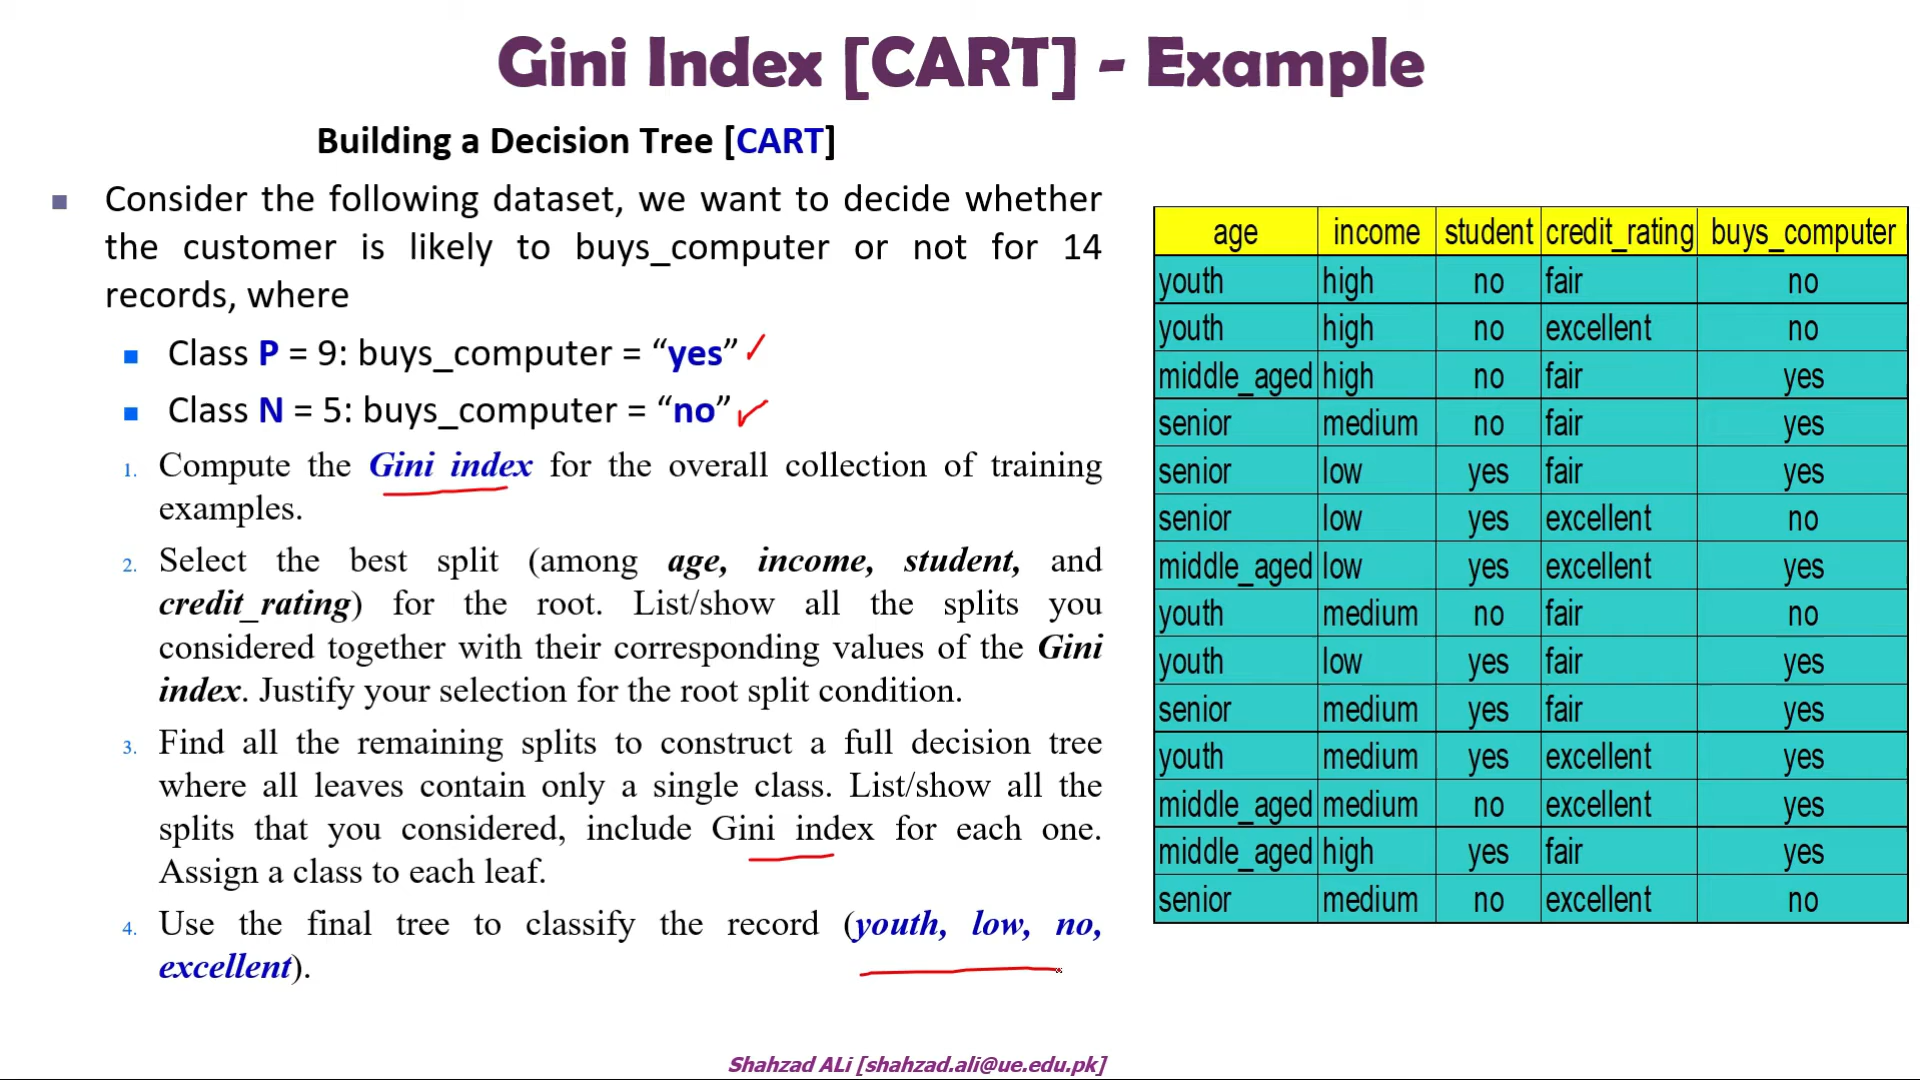 Gini Index [CART] - Example
Building a Decision Tree [CART]
Consider the following dataset, we want to decide whether
the customer is likely to buys_computer or not for 14
records, where
Class P = 9: buys_computer = “yes”
Class N = 5: buys_computer = “no”
1. Compute the Gini index for the overall collection of training
examples.
2. Select the best split (among age, income, student, and
credit_rating) for the root. List/show all the splits you
considered together with their corresponding values of the Gini
index. Justify your selection for the root split condition.
3. Find all the remaining splits to construct a full decision tree
where all leaves contain only a single class. List/show all the
splits that you considered, include Gini index for each one.
Assign a class to each leaf.
4. Use the final tree to classify the record (youth, low, no,
excellent).
age income student credit_rating buys_computer
youth high no fair no
youth high no excellent no
middle_aged high no fair yes
senior medium no fair yes
senior low yes fair yes
senior low yes excellent no
middle_aged low yes excellent yes
youth medium no fair no
youth low yes fair yes
senior medium yes fair yes
youth medium yes excellent yes
middle_aged medium no excellent yes
middle_aged high yes fair yes
senior medium no excellent no
Shahzad ALi [shahzad.ali@ue.edu.pk]